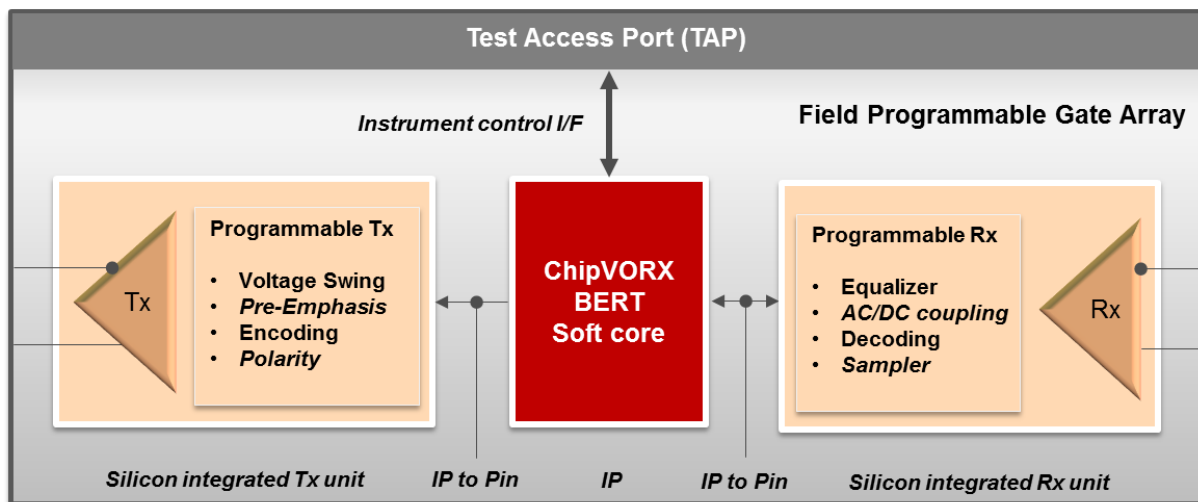 Test Access Port (TAP)
Instrument control I/F
Field Programmable Gate Array
Tx
Programmable Tx
• Voltage Swing
• Pre-Emphasis
• Encoding
• Polarity
ChipVORX
BERT
Soft core
Programmable Rx
• Equalizer
• AC/DC coupling
• Decoding
• Sampler
Rx
Silicon integrated Tx unit
IP to Pin
IP
IP to Pin
Silicon integrated Rx unit